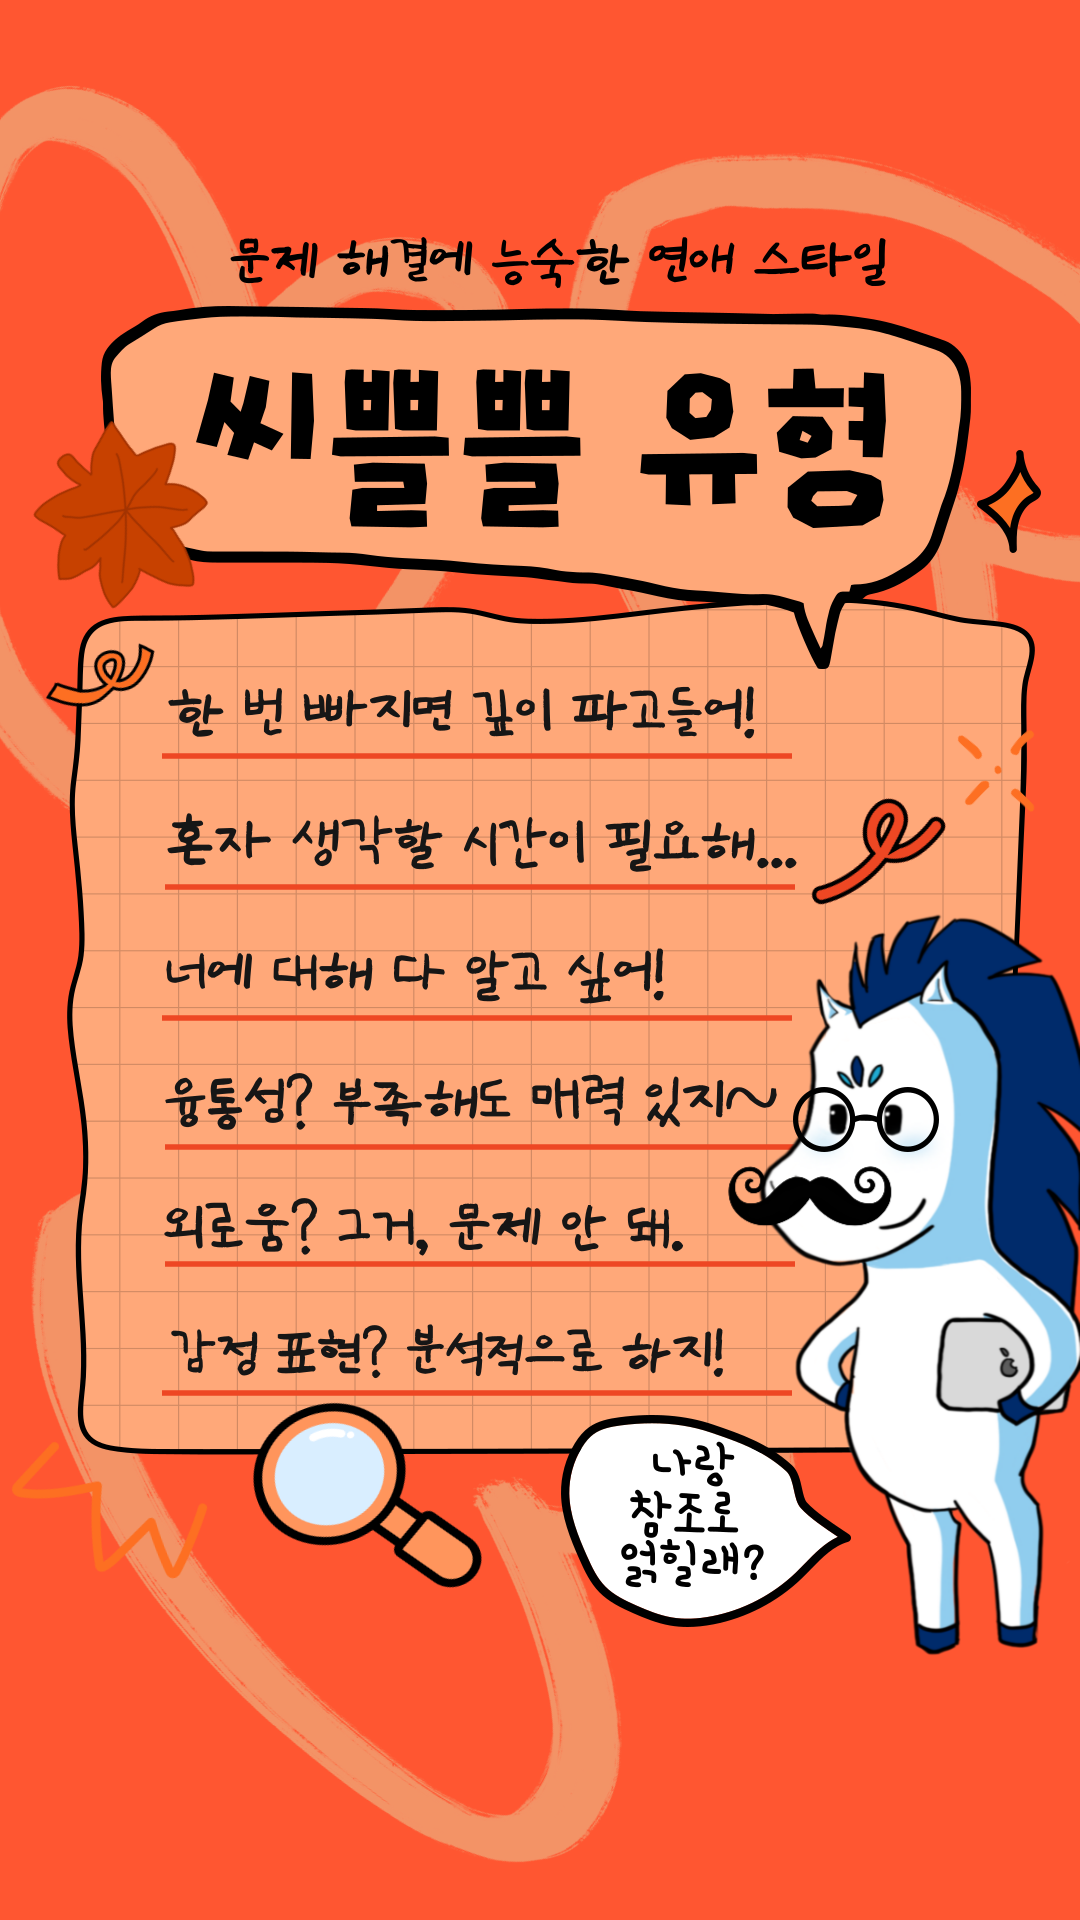 문제 해결에 능숙한 연애 스타일
씨쁠쁠 유형
한 번 빠지면 깊이 파고들어!
혼자 생각할 시간이 필요해...
너에 대해 다 알고 싶어!
융통성? 부족해도 매력 있지~
외로움? 그거, 문제 안 돼.
감정 표현? 분석적으로 하지!
나랑
참조로
얽힐래?